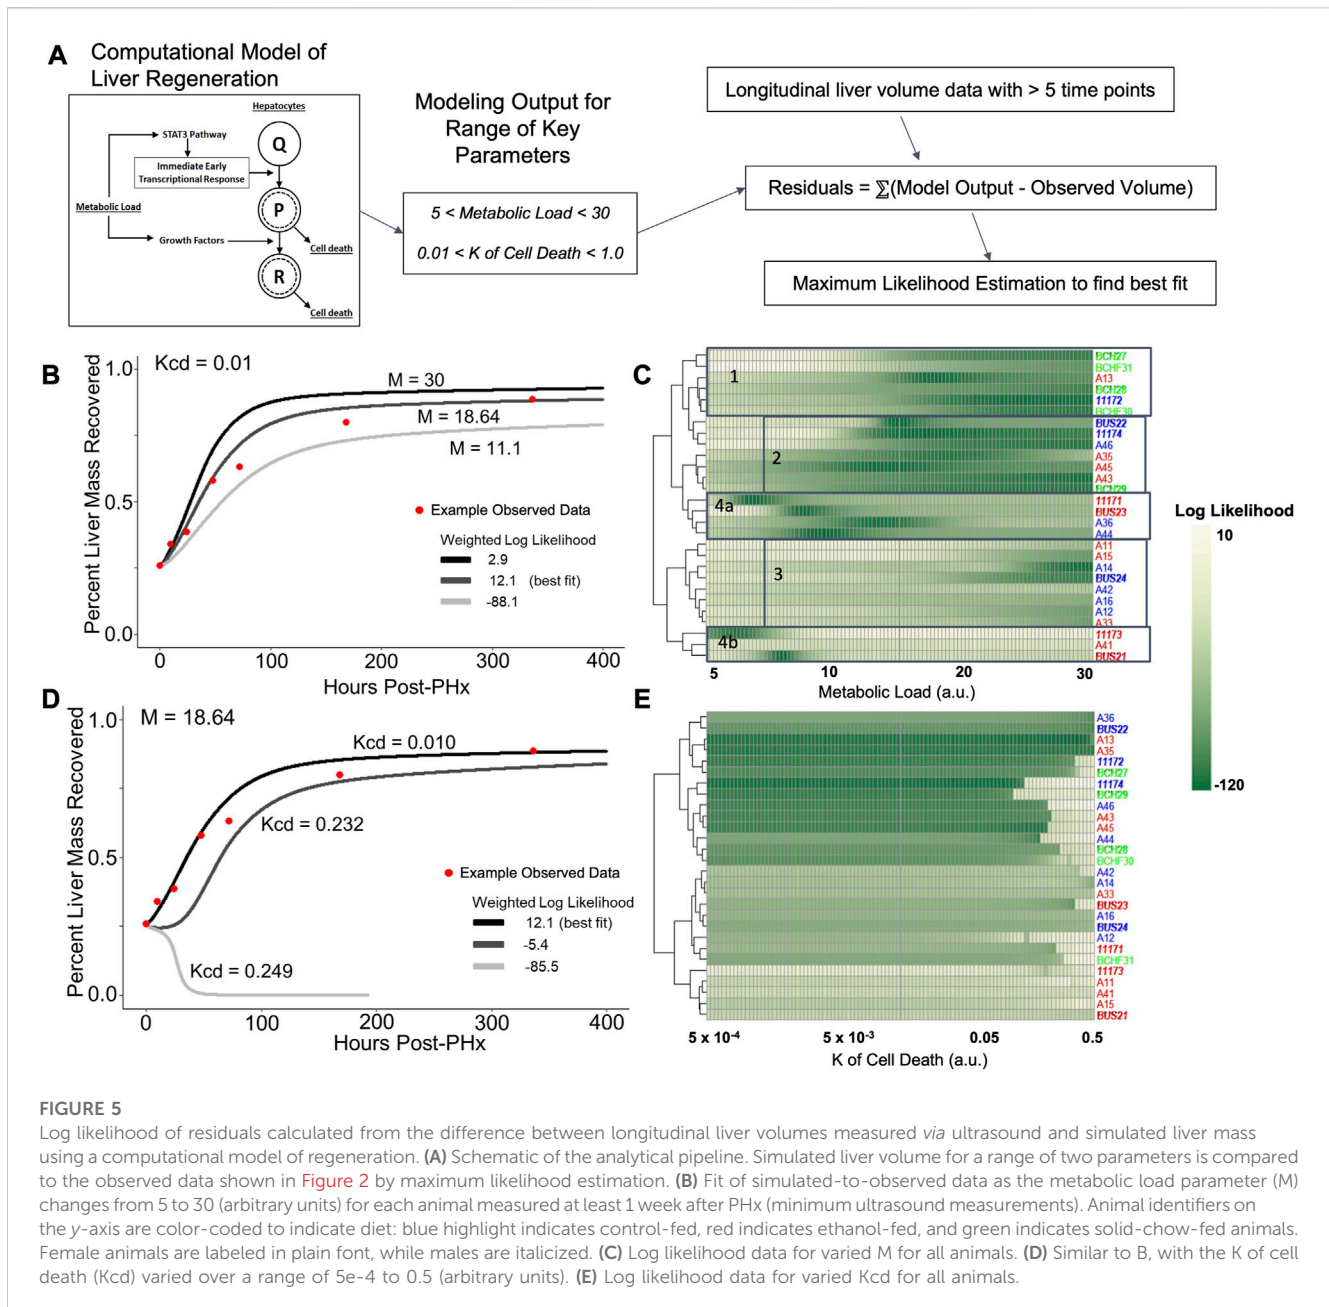 A
Computational Model of
Liver Regeneration
Hepatocytes
STAT3 Pathway
Q
Immediate Early
Transcriptional Response
P
Metabolic Load
Growth Factors
Cell death
R
Cell death
Modeling Output for
Range of Key
Parameters
5 < Metabolic Load < 30
0.01 < K of Cell Death < 1.0
Longitudinal liver volume data with > 5 time points
Residuals = ∑(Model Output - Observed Volume)
Maximum Likelihood Estimation to find best fit
B
Percent Liver Mass Recovered
1.0
0.5
0.0
Kcd = 0.01
M = 30
M = 18.64
M = 11.1
Example Observed Data
Weighted Log Likelihood
2.9
12.1 (best fit)
-88.1
0 100 200 300 400
Hours Post-PHx
C
1
2
4a
3
4b
BCH27
BCHF31
A13
BCH28
11172
BCHF30
BUS22
11174
A46
A35
A45
A43
BCH29
11171
BUS23
A36
A44
A11
A15
A14
BUS24
A42
A16
A12
A33
11173
A41
BUS21
5 10 20 30
Metabolic Load (a.u.)
Log Likelihood
10
-120
D
Percent Liver Mass Recovered
1.0
0.5
0.0
M = 18.64
Kcd = 0.010
Kcd = 0.232
Kcd = 0.249
Example Observed Data
Weighted Log Likelihood
12.1 (best fit)
-5.4
-85.5
0 100 200 300 400
Hours Post-PHx
E
A36
BUS22
A13
A35
11172
BCH27
11174
BCH29
A46
A43
A45
A44
BCH28
BCHF30
A42
A14
A33
BUS23
A16
BUS24
A12
11171
BCHF31
11173
A11
A41
A15
BUS21
5 x 10⁻⁴ 5 x 10⁻³ 0.05 0.5
K of Cell Death (a.u.)
FIGURE 5
Log likelihood of residuals calculated from the difference between longitudinal liver volumes measured via ultrasound and simulated liver mass
using a computational model of regeneration. (A) Schematic of the analytical pipeline. Simulated liver volume for a range of two parameters is compared
to the observed data shown in Figure 2 by maximum likelihood estimation. (B) Fit of simulated-to-observed data as the metabolic load parameter (M)
changes from 5 to 30 (arbitrary units) for each animal measured at least 1 week after PHx (minimum ultrasound measurements). Animal identifiers on
the y-axis are color-coded to indicate diet: blue highlight indicates control-fed, red indicates ethanol-fed, and green indicates solid-chow-fed animals.
Female animals are labeled in plain font, while males are italicized. (C) Log likelihood data for varied M for all animals. (D) Similar to B, with the K of cell
death (Kcd) varied over a range of 5e-4 to 0.5 (arbitrary units). (E) Log likelihood data for varied Kcd for all animals.